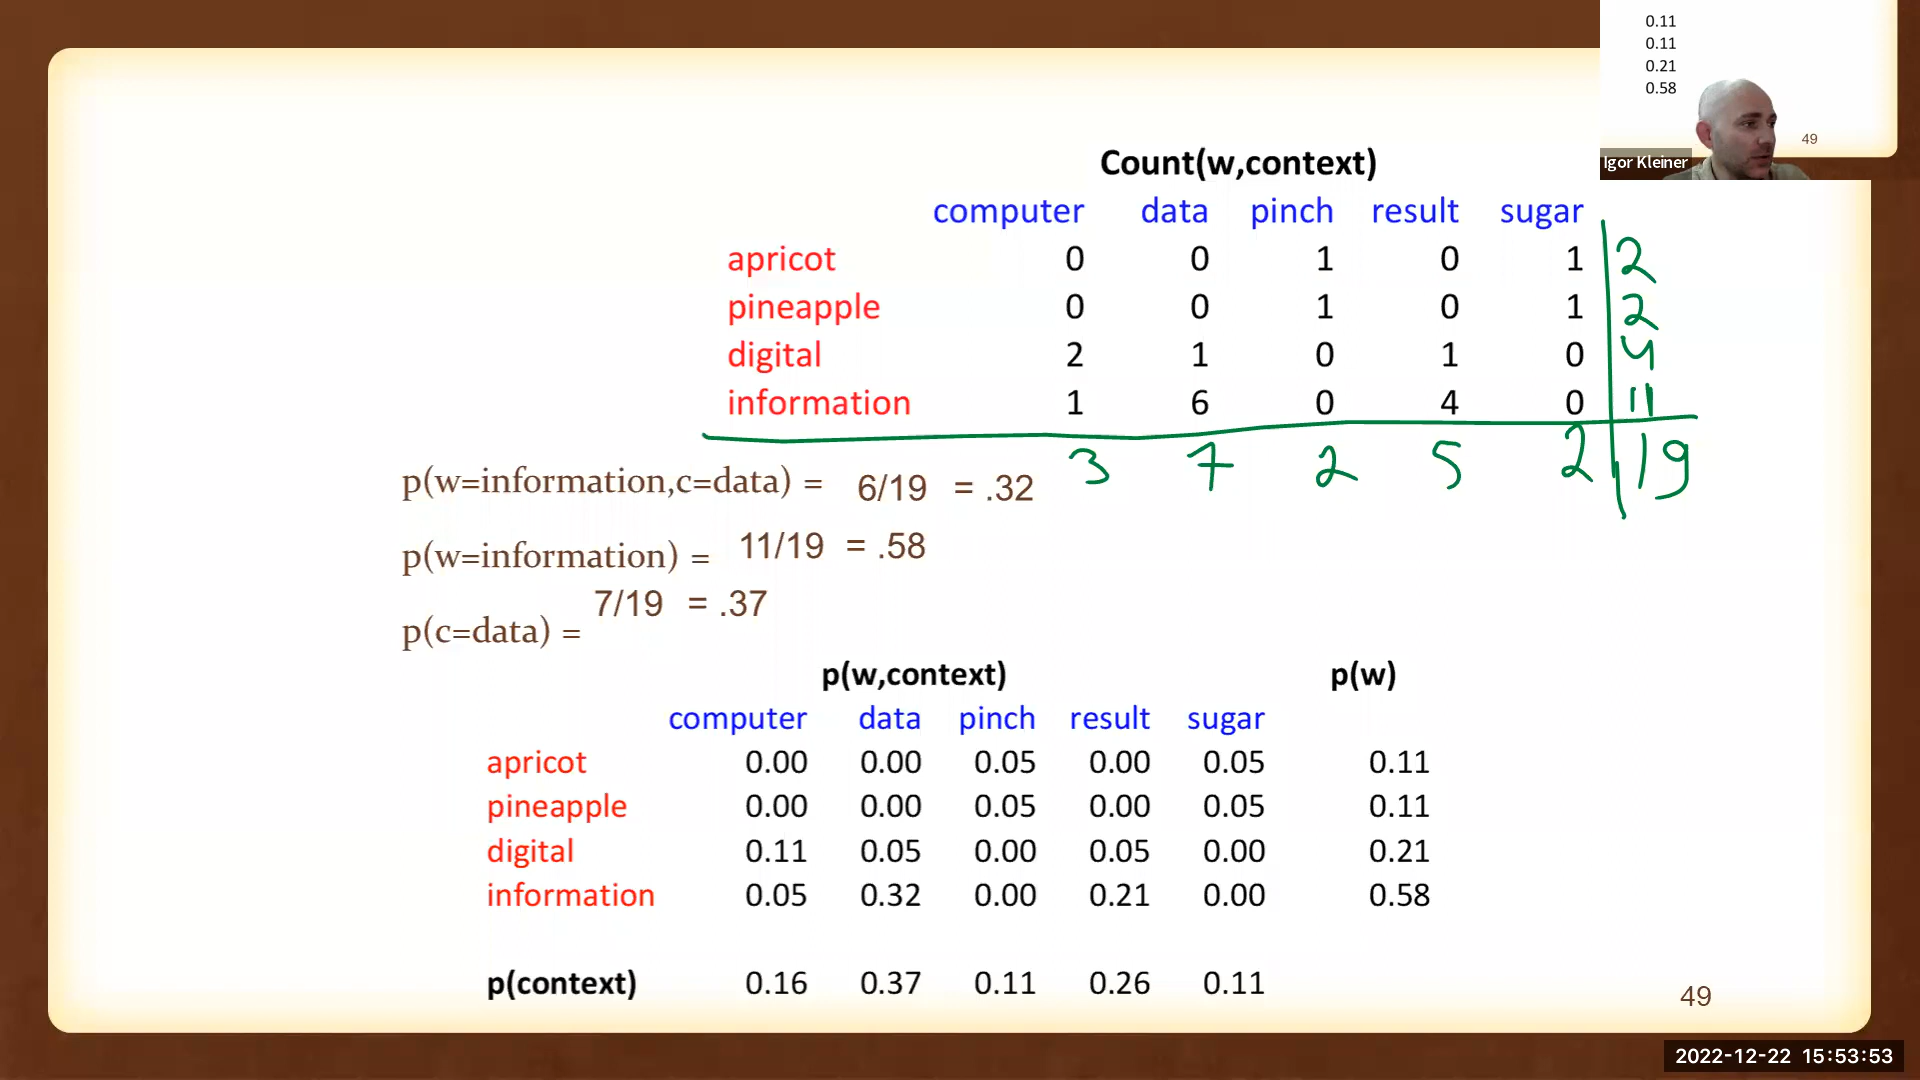 0.11
0.11
0.21
0.58
49
Igor Kleiner
Count(w,context)
computer data pinch result sugar
apricot 0 0 1 0 1 2
pineapple 0 0 1 0 1 2
digital 2 1 0 1 0 4
information 1 6 0 4 0 11
3 7 2 5 2 19
p(w=information,c=data) = 6/19 = .32
p(w=information) = 11/19 = .58
p(c=data) = 7/19 = .37
p(w,context) p(w)
computer data pinch result sugar
apricot 0.00 0.00 0.05 0.00 0.05 0.11
pineapple 0.00 0.00 0.05 0.00 0.05 0.11
digital 0.11 0.05 0.00 0.05 0.00 0.21
information 0.05 0.32 0.00 0.21 0.00 0.58
p(context) 0.16 0.37 0.11 0.26 0.11
49
2022-12-22 15:53:53